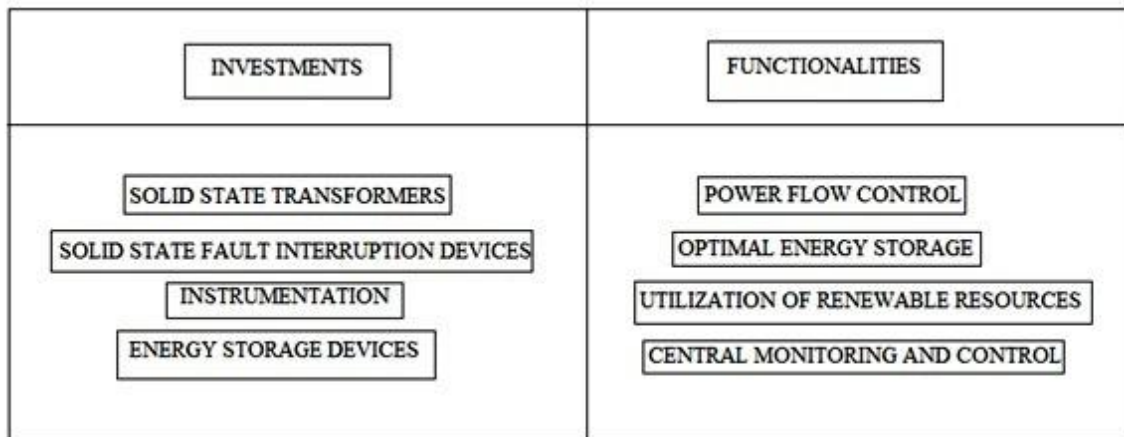 INVESTMENTS
FUNCTIONALITIES
SOLID STATE TRANSFORMERS
SOLID STATE FAULT INTERRUPTION DEVICES
INSTRUMENTATION
ENERGY STORAGE DEVICES
POWER FLOW CONTROL
OPTIMAL ENERGY STORAGE
UTILIZATION OF RENEWABLE RESOURCES
CENTRAL MONITORING AND CONTROL